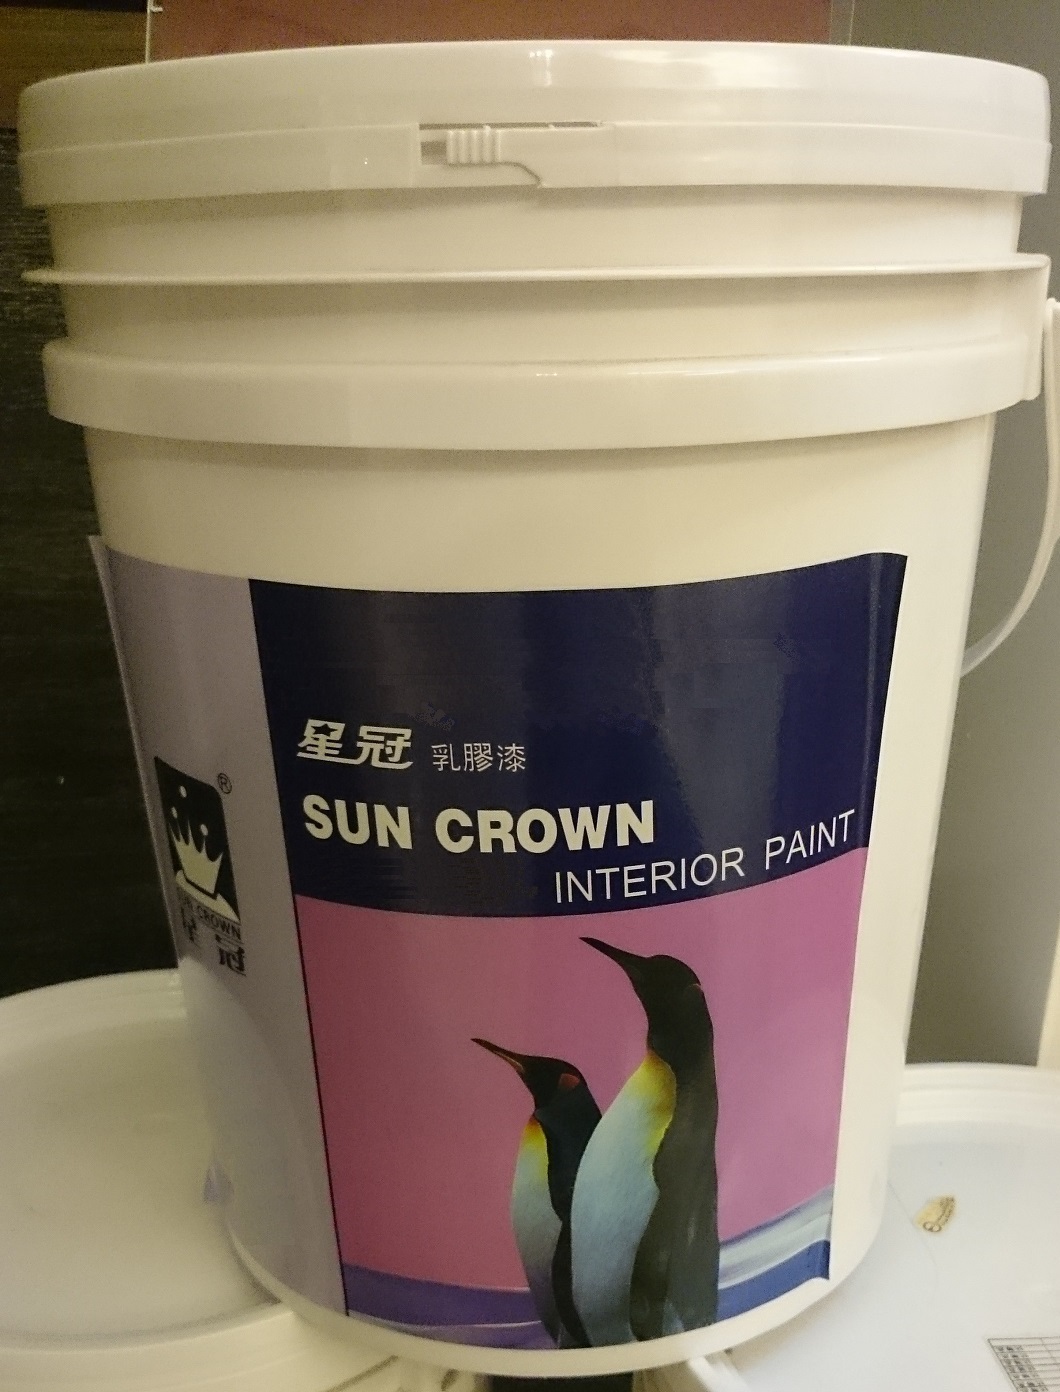 星冠 乳膠漆
SUN CROWN
INTERIOR PAINT
®
SUN CROWN
星冠